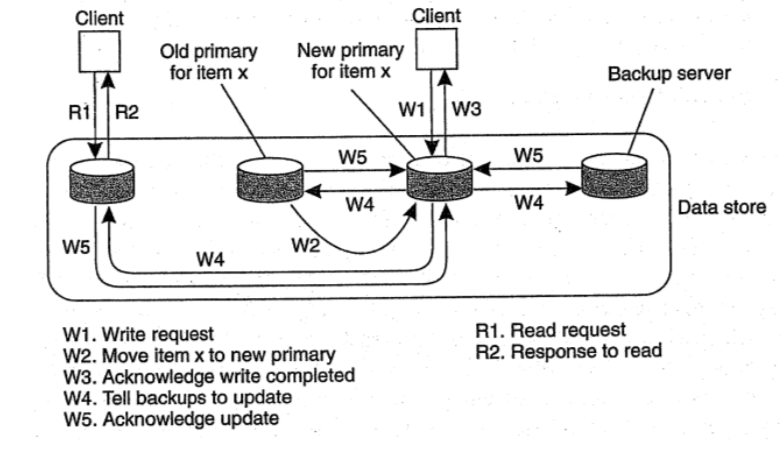 Client
Client
Old primary
for item x
New primary
for item x
Backup server
R1
R2
W1
W3
W5
W5
W4
W4
W2
W5
W4
Data store
W1. Write request
W2. Move item x to new primary
W3. Acknowledge write completed
W4. Tell backups to update
W5. Acknowledge update
R1. Read request
R2. Response to read